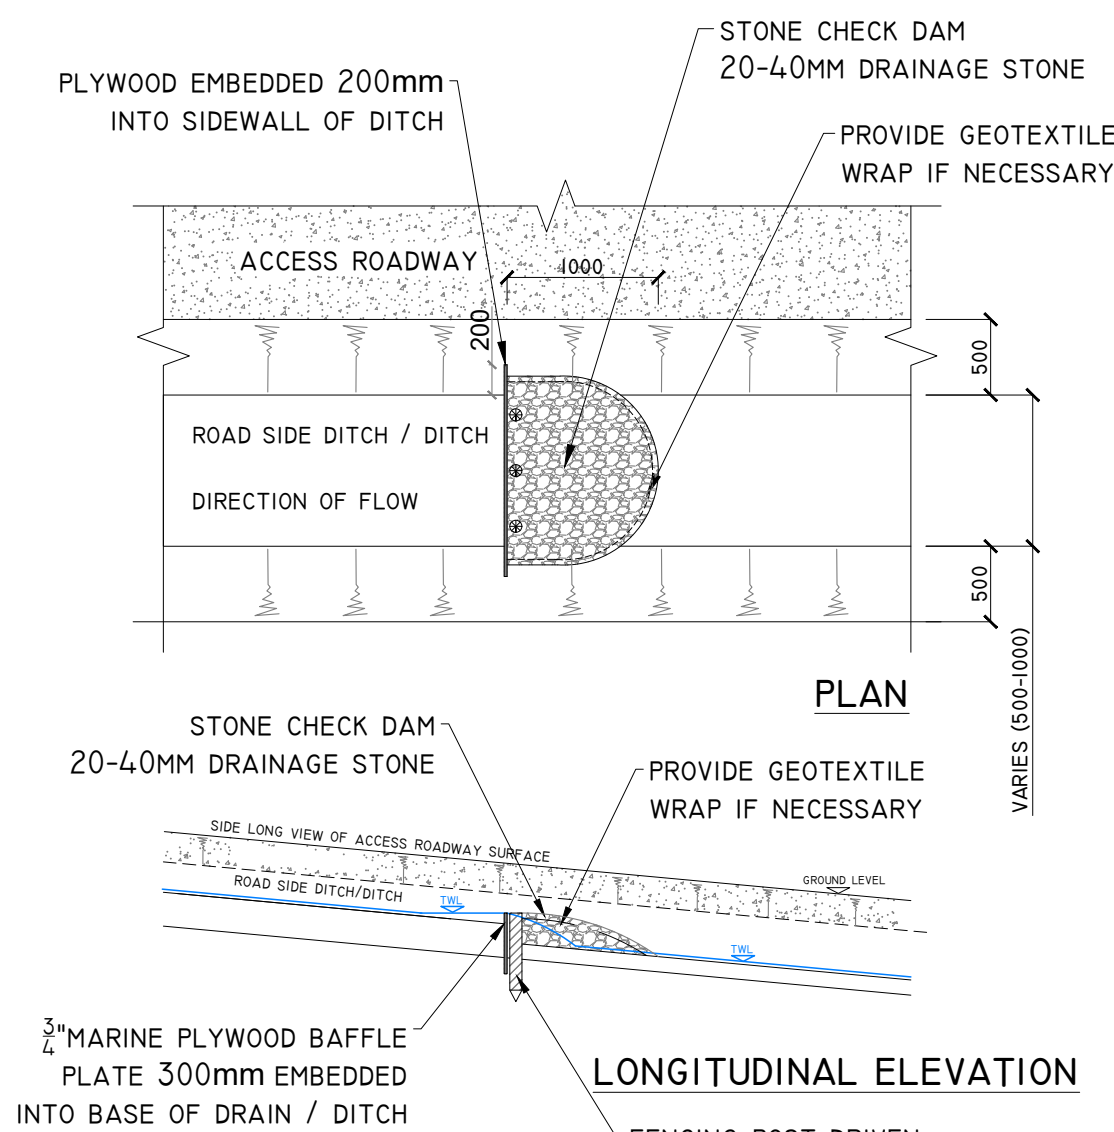 STONE CHECK DAM
20-40MM DRAINAGE STONE
PLYWOOD EMBEDDED 200mm
INTO SIDEWALL OF DITCH
PROVIDE GEOTEXTILE
WRAP IF NECESSARY
ACCESS ROADWAY
1000
200
500
ROAD SIDE DITCH / DITCH
DIRECTION OF FLOW
500
VARIES (500-1000)
PLAN
STONE CHECK DAM
20-40MM DRAINAGE STONE
PROVIDE GEOTEXTILE
WRAP IF NECESSARY
SIDE LONG VIEW OF ACCESS ROADWAY SURFACE
GROUND LEVEL
ROAD SIDE DITCH/DITCH
TWL
TWL
3/4"MARINE PLYWOOD BAFFLE
PLATE 300mm EMBEDDED
INTO BASE OF DRAIN / DITCH
LONGITUDINAL ELEVATION
FENCING POST DRIVEN